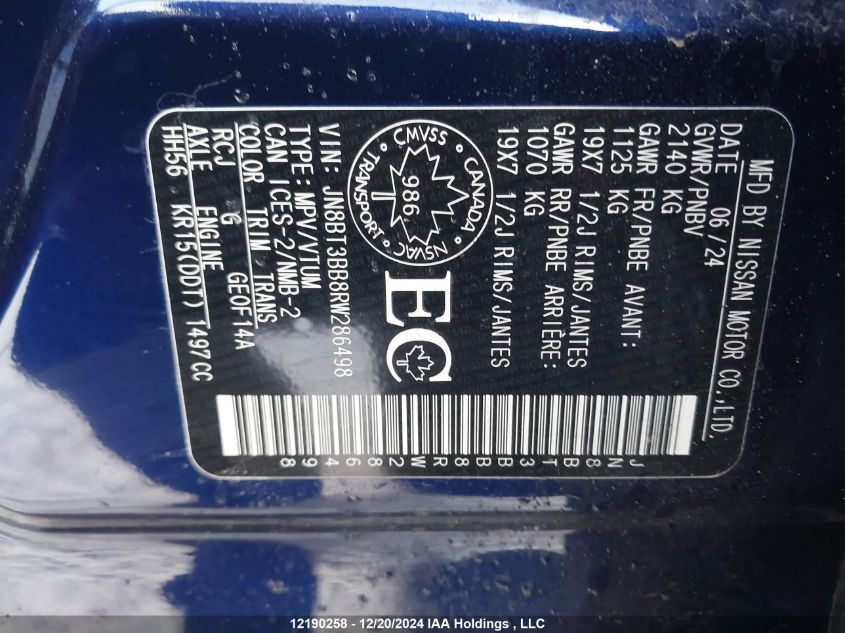 MFD BY NISSAN MOTOR CO.,LTD.
DATE 06/24
GVWR/PNBV
2140 KG
GAWR FR/PNBE AVANT:
1125 KG
19X7 1/2J RIMS/JANTES
GAWR RR/PNBE ARRIÈRE:
1070 KG
19X7 1/2J RIMS/JANTES
CMVSS CANADA NSVAC TRANSPORT
986
EC
VIN: JN8BT3BB8RW286498
TYPE:MPV/VTUM
CAN ICES-2/NMB-2
COLOR TRIM TRANS
RCJ G GE0F14A
AXLE ENGINE
HH56 KR15(DDT) 1497CC
JN8BT3BB8RW286498
12190258 - 12/20/2024 IAA Holdings , LLC